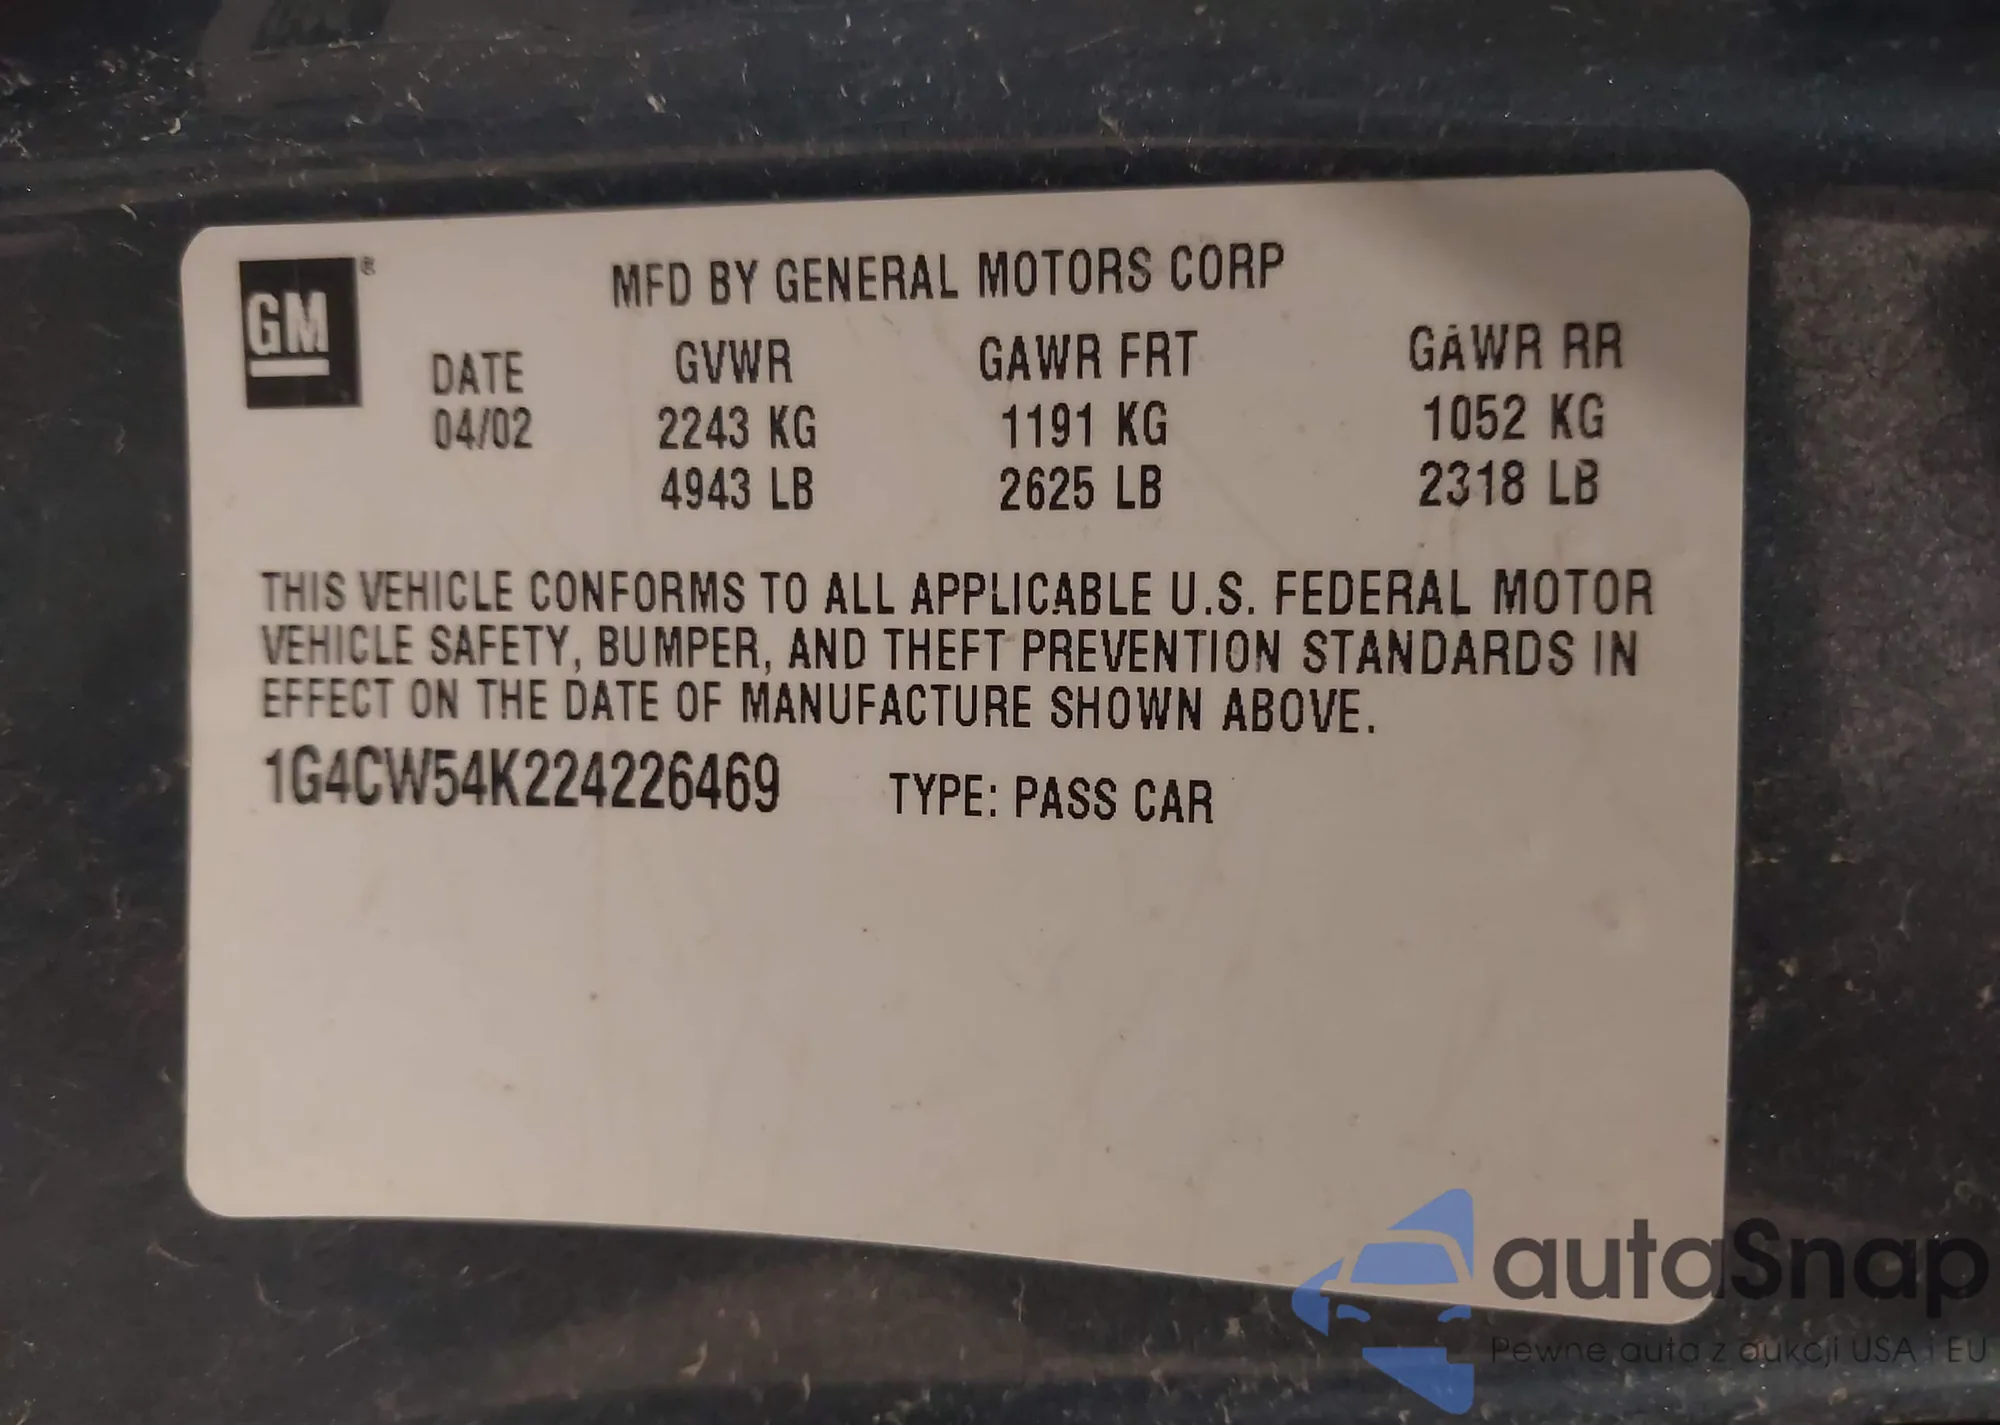 GM ®
MFD BY GENERAL MOTORS CORP
DATE GVWR GAWR FRT GAWR RR
04/02 2243 KG 1191 KG 1052 KG
4943 LB 2625 LB 2318 LB
THIS VEHICLE CONFORMS TO ALL APPLICABLE U.S. FEDERAL MOTOR
VEHICLE SAFETY, BUMPER, AND THEFT PREVENTION STANDARDS IN
EFFECT ON THE DATE OF MANUFACTURE SHOWN ABOVE.
1G4CW54K224226469 TYPE: PASS CAR
autaSnap
Pewne auta z aukcji USA i EU